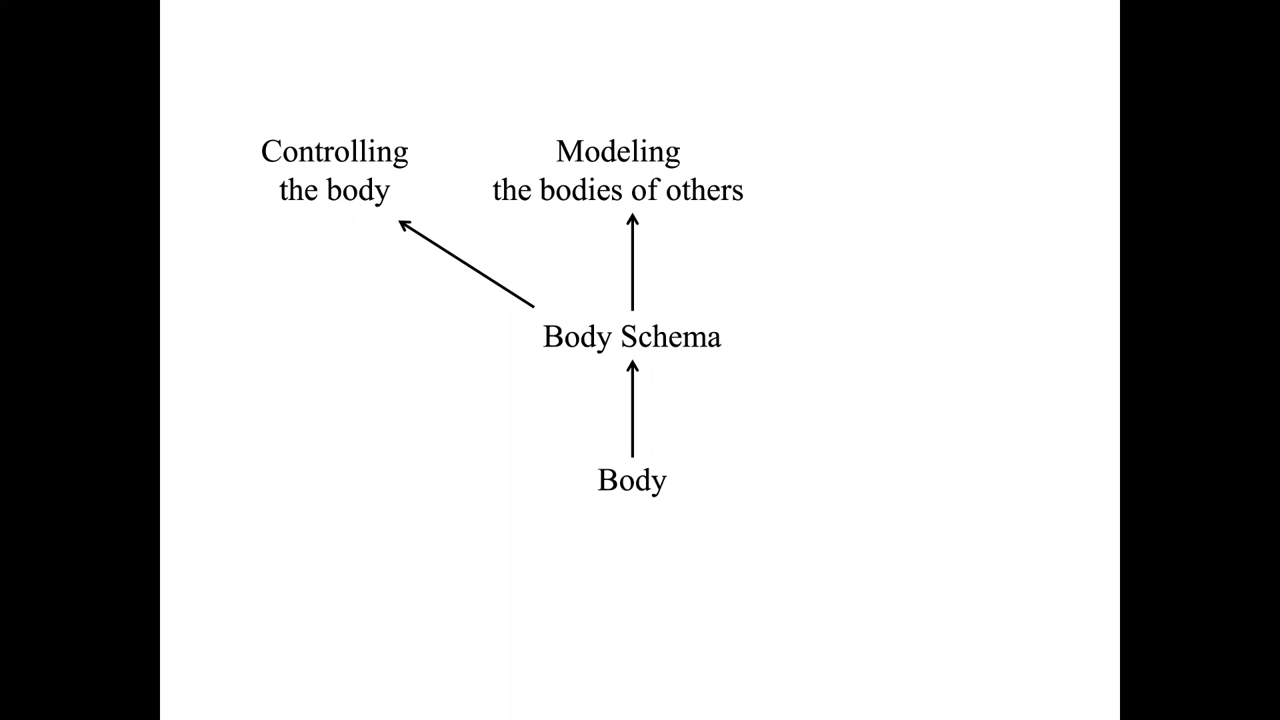 Controlling
the body
Modeling
the bodies of others
Body Schema
Body